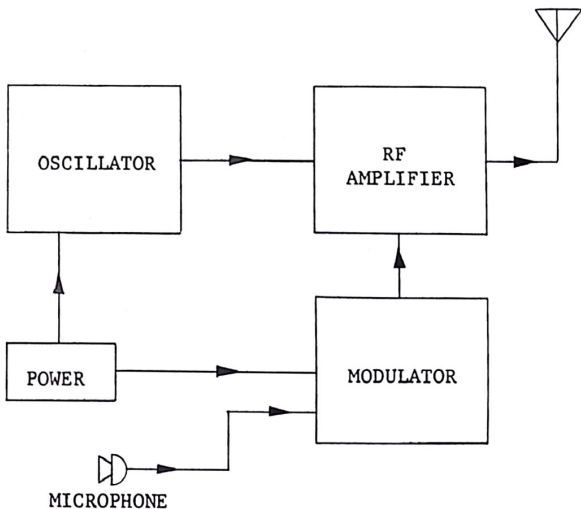 OSCILLATOR
RF
AMPLIFIER
POWER
MODULATOR
MICROPHONE